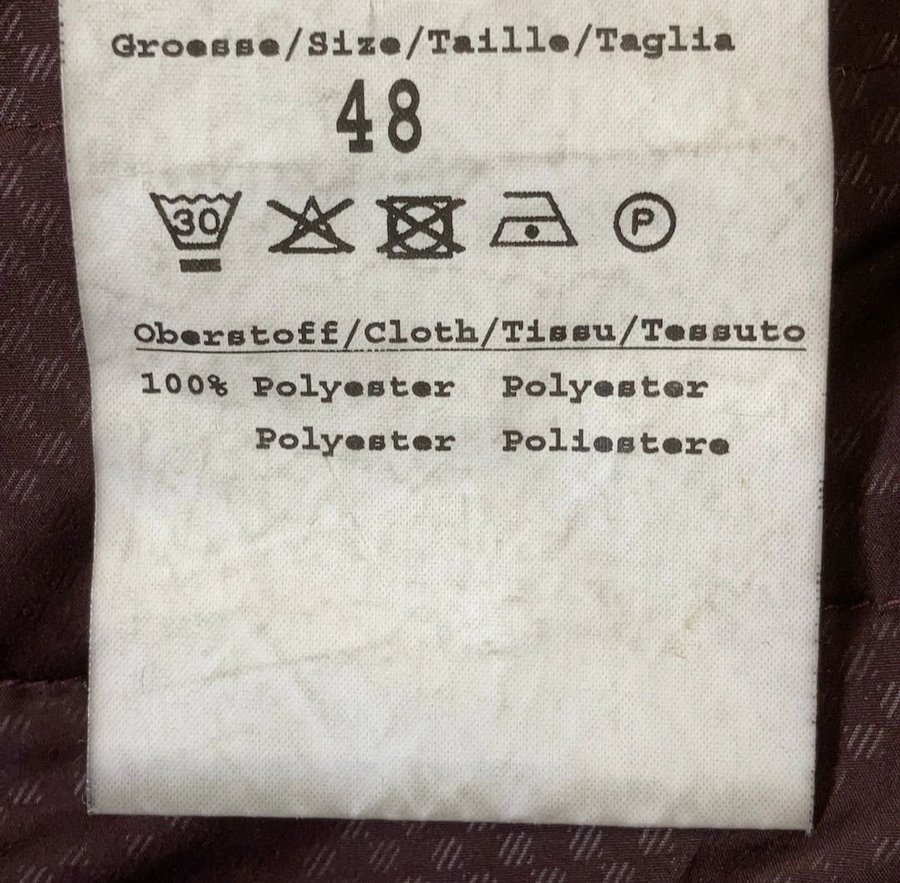 Groesse/Size/Taille/Taglia
48
30 P
Oberstoff/Cloth/Tissu/Tessuto
100% Polyester Polyester
Polyester Poliestere